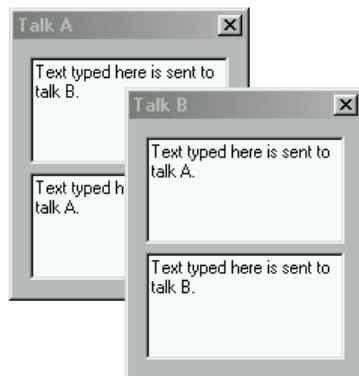 Talk A
Text typed here is sent to
talk B.
Text typed h
talk A.
Talk B
Text typed here is sent to
talk A.
Text typed here is sent to
talk B.